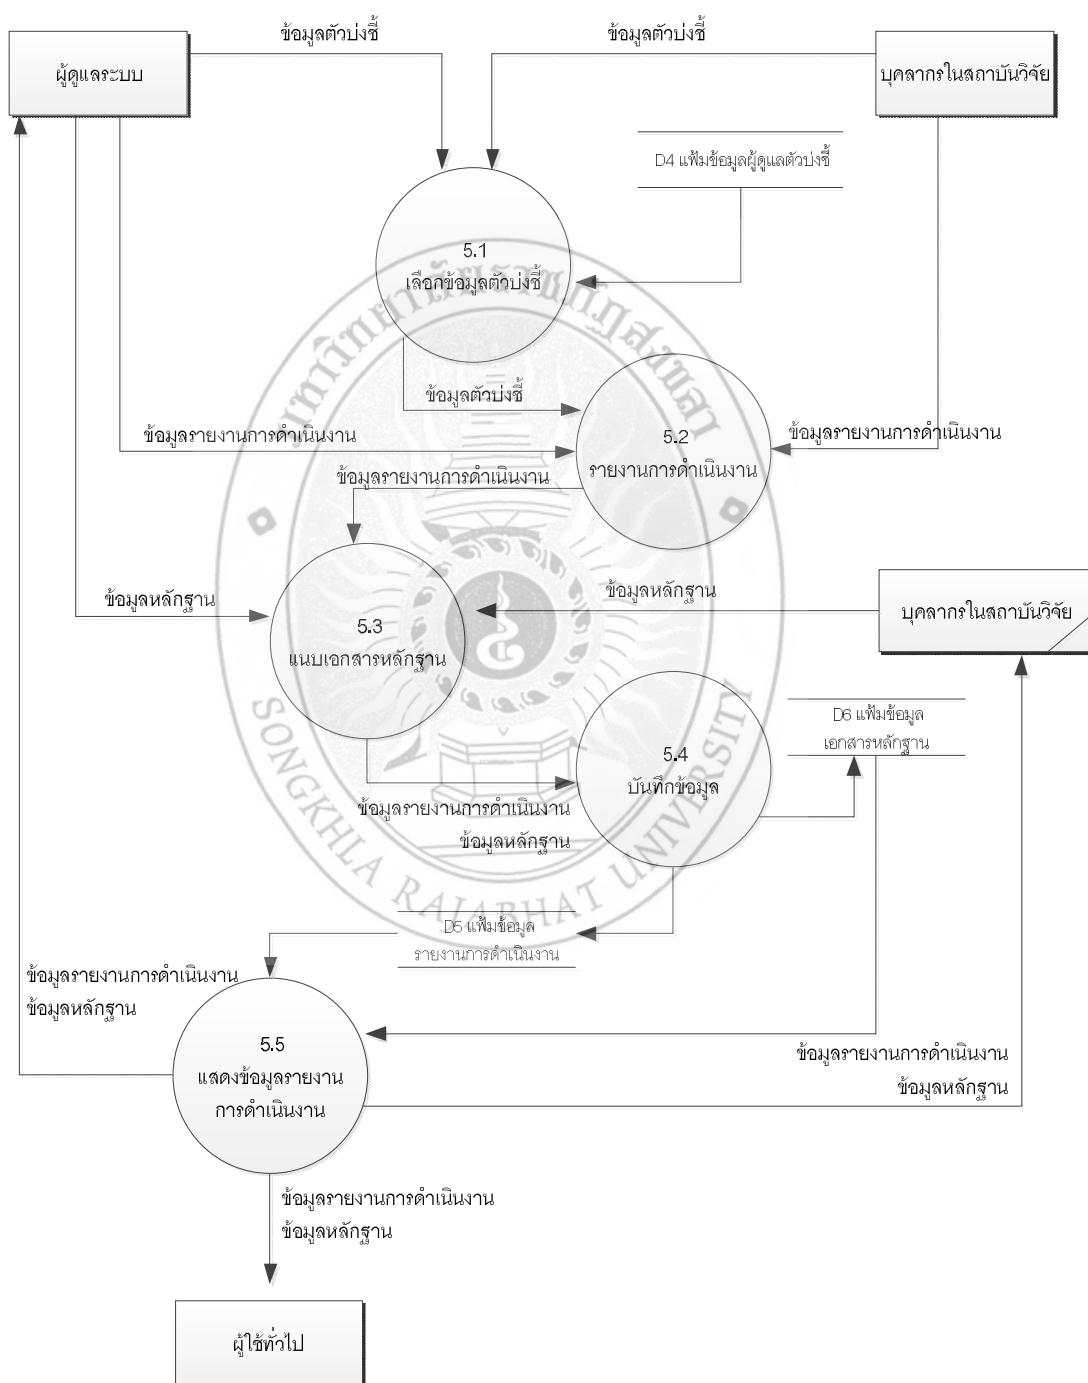 ข้อมูลตัวบ่งชี้
ข้อมูลตัวบ่งชี้
ผู้ดูแลระบบ
บุคลากรในสถาบันวิจัย
D4 แฟ้มข้อมูลผู้ดูแลตัวบ่งชี้
5.1
เลือกข้อมูลตัวบ่งชี้
มหาวิทยาลัยราชภัฏสงขลา
ข้อมูลตัวบ่งชี้
ข้อมูลรายงานการดำเนินงาน
5.2
รายงานการดำเนินงาน
ข้อมูลรายงานการดำเนินงาน
ข้อมูลรายงานการดำเนินงาน
ข้อมูลหลักฐาน
ข้อมูลหลักฐาน
บุคลากรในสถาบันวิจัย
5.3
แนบเอกสารหลักฐาน
D6 แฟ้มข้อมูล
เอกสารหลักฐาน
5.4
บันทึกข้อมูล
ข้อมูลรายงานการดำเนินงาน
ข้อมูลหลักฐาน
SONGKHLA RAJABHAT UNIVERSITY
D5 แฟ้มข้อมูล
รายงานการดำเนินงาน
ข้อมูลรายงานการดำเนินงาน
ข้อมูลหลักฐาน
5.5
แสดงข้อมูลรายงาน
การดำเนินงาน
ข้อมูลรายงานการดำเนินงาน
ข้อมูลหลักฐาน
ข้อมูลรายงานการดำเนินงาน
ข้อมูลหลักฐาน
ผู้ใช้ทั่วไป